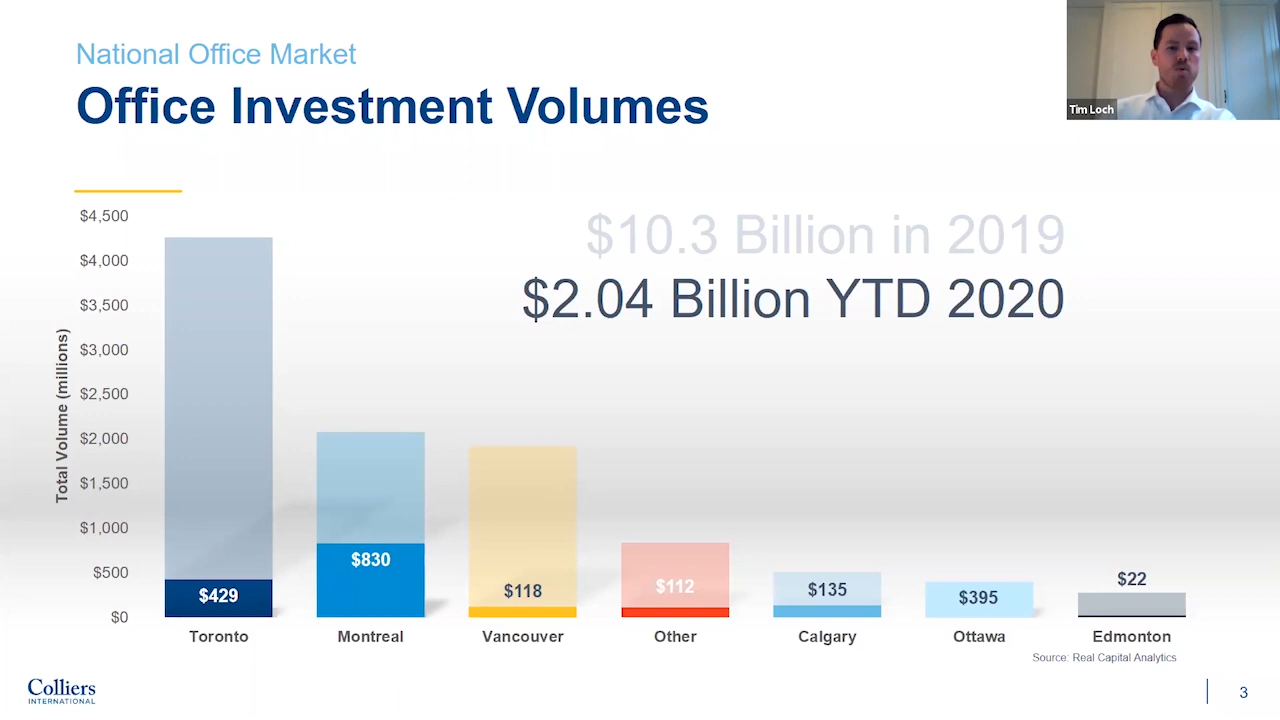 National Office Market
Office Investment Volumes
Tim Loch
$10.3 Billion in 2019
$2.04 Billion YTD 2020
Total Volume (millions)
$4,500
$4,000
$3,500
$3,000
$2,500
$2,000
$1,500
$1,000
$500
$0
$429
$830
$118
$112
$135
$395
$22
Toronto
Montreal
Vancouver
Other
Calgary
Ottawa
Edmonton
Source: Real Capital Analytics
Colliers
INTERNATIONAL
3